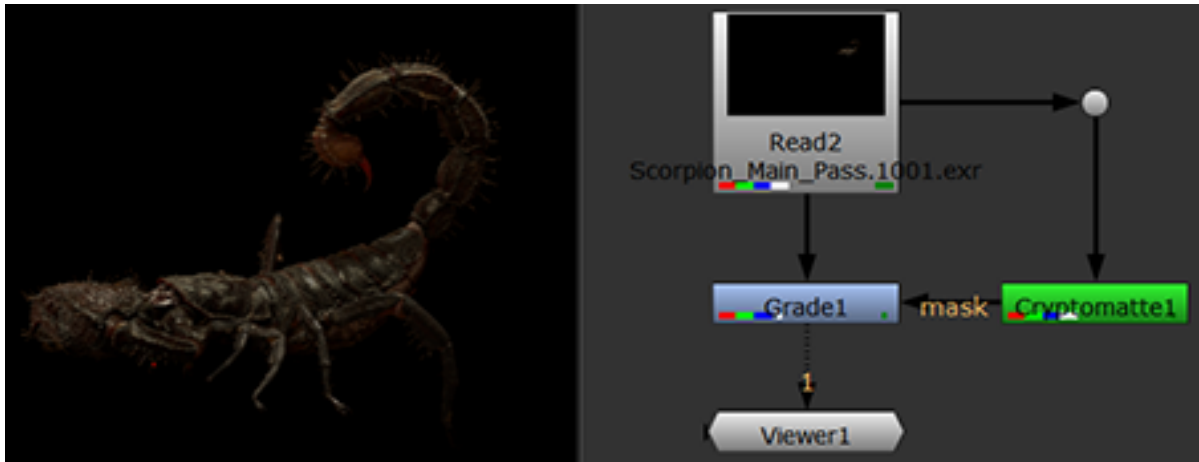 Read2
Scorpion_Main_Pass.1001.exr
Grade1
mask
Cryptomatte1
1
Viewer1